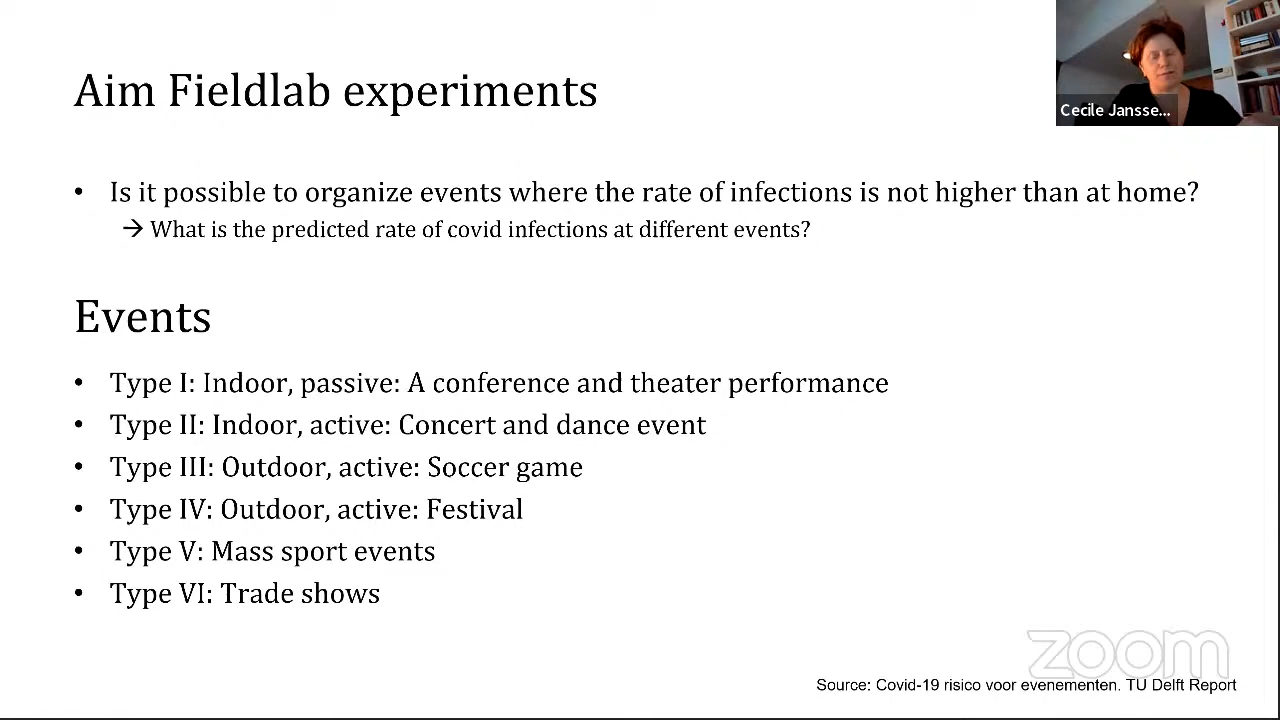 Aim Fieldlab experiments
Cecile Jansse...
• Is it possible to organize events where the rate of infections is not higher than at home?
→ What is the predicted rate of covid infections at different events?
Events
• Type I: Indoor, passive: A conference and theater performance
• Type II: Indoor, active: Concert and dance event
• Type III: Outdoor, active: Soccer game
• Type IV: Outdoor, active: Festival
• Type V: Mass sport events
• Type VI: Trade shows
zoom
Source: Covid-19 risico voor evenementen. TU Delft Report